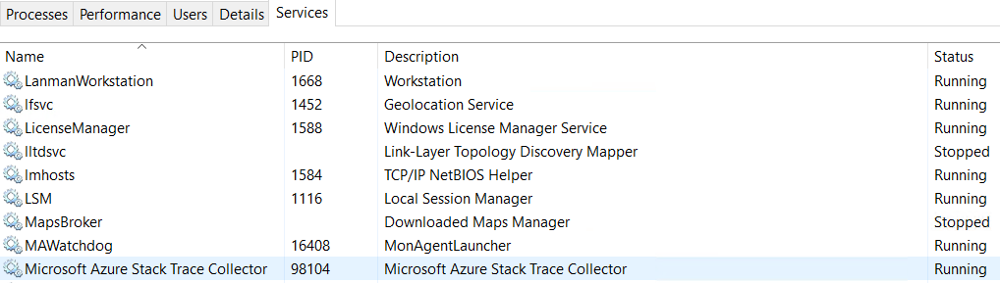 Processes Performance Users Details Services
Name PID Description Status
LanmanWorkstation 1668 Workstation Running
lfsvc 1452 Geolocation Service Running
LicenseManager 1588 Windows License Manager Service Running
lltdsvc Link-Layer Topology Discovery Mapper Stopped
lmhosts 1584 TCP/IP NetBIOS Helper Running
LSM 1116 Local Session Manager Running
MapsBroker Downloaded Maps Manager Stopped
MAWatchdog 16408 MonAgentLauncher Running
Microsoft Azure Stack Trace Collector 98104 Microsoft Azure Stack Trace Collector Running